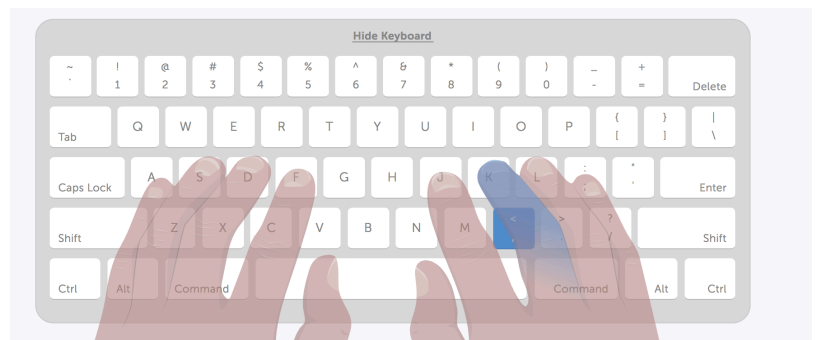 Hide Keyboard
~ ! @ # $ % ^ & * ( ) _ +
` 1 2 3 4 5 6 7 8 9 0 - = Delete
Tab Q W E R T Y U I O P { [ } ] | \
Caps Lock A S D F G H J K L : ; " ' Enter
Shift Z X C V B N M < , > ? / Shift
Ctrl Alt Command Command Alt Ctrl